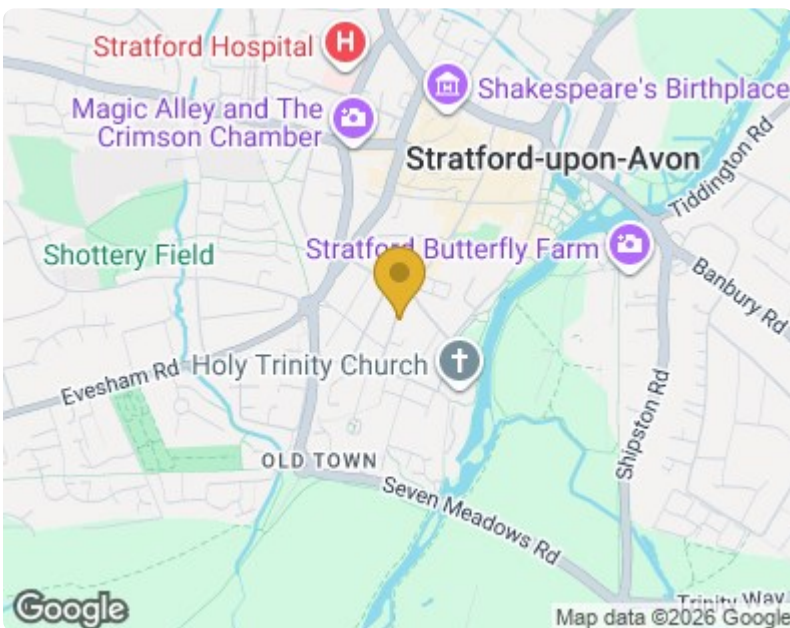 Stratford Hospital
H
Shakespeare's Birthplace
Magic Alley and The
Crimson Chamber
Stratford-upon-Avon
Tiddington Rd
Shottery Field
Stratford Butterfly Farm
Banbury Rd
Evesham Rd
Holy Trinity Church
Shipston Rd
OLD TOWN
Seven Meadows Rd
Trinity Way
Google
Map data ©2026 Google